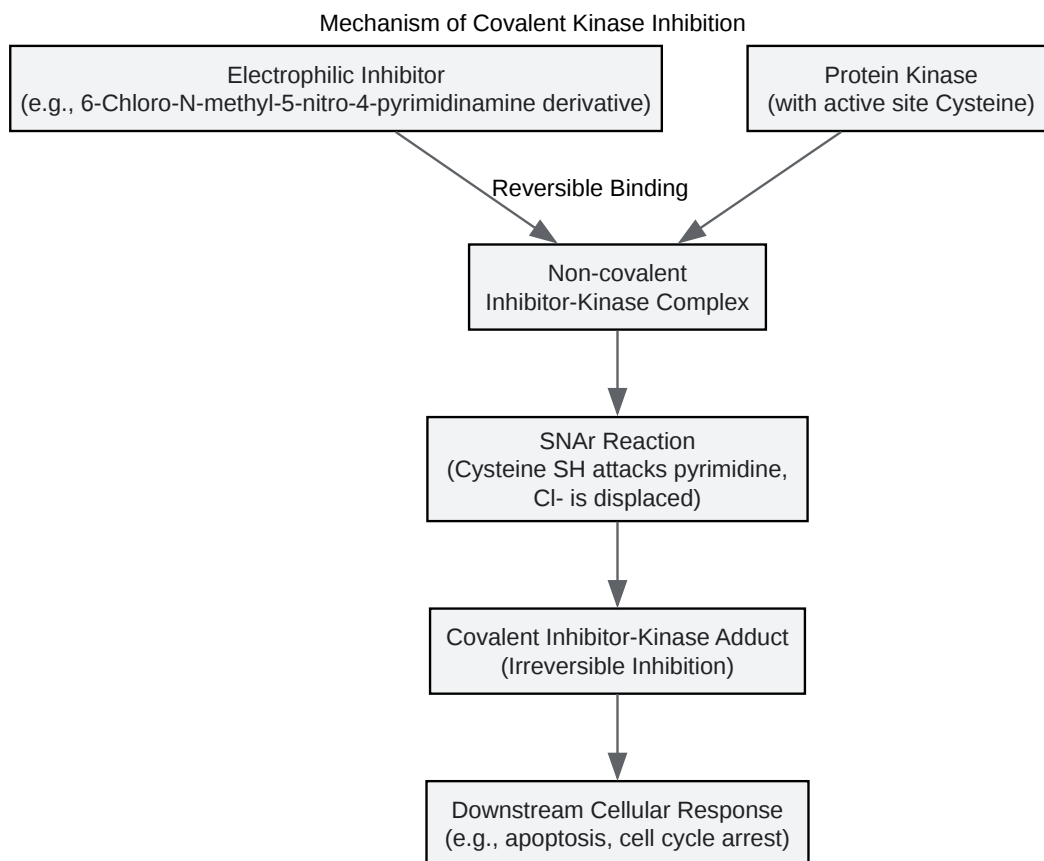 Mechanism of Covalent Kinase Inhibition
Electrophilic Inhibitor
(e.g., 6-Chloro-N-methyl-5-nitro-4-pyrimidinamine derivative)
Protein Kinase
(with active site Cysteine)
Reversible Binding
Non-covalent
Inhibitor-Kinase Complex
SNAr Reaction
(Cysteine SH attacks pyrimidine,
Cl- is displaced)
Covalent Inhibitor-Kinase Adduct
(Irreversible Inhibition)
Downstream Cellular Response
(e.g., apoptosis, cell cycle arrest)